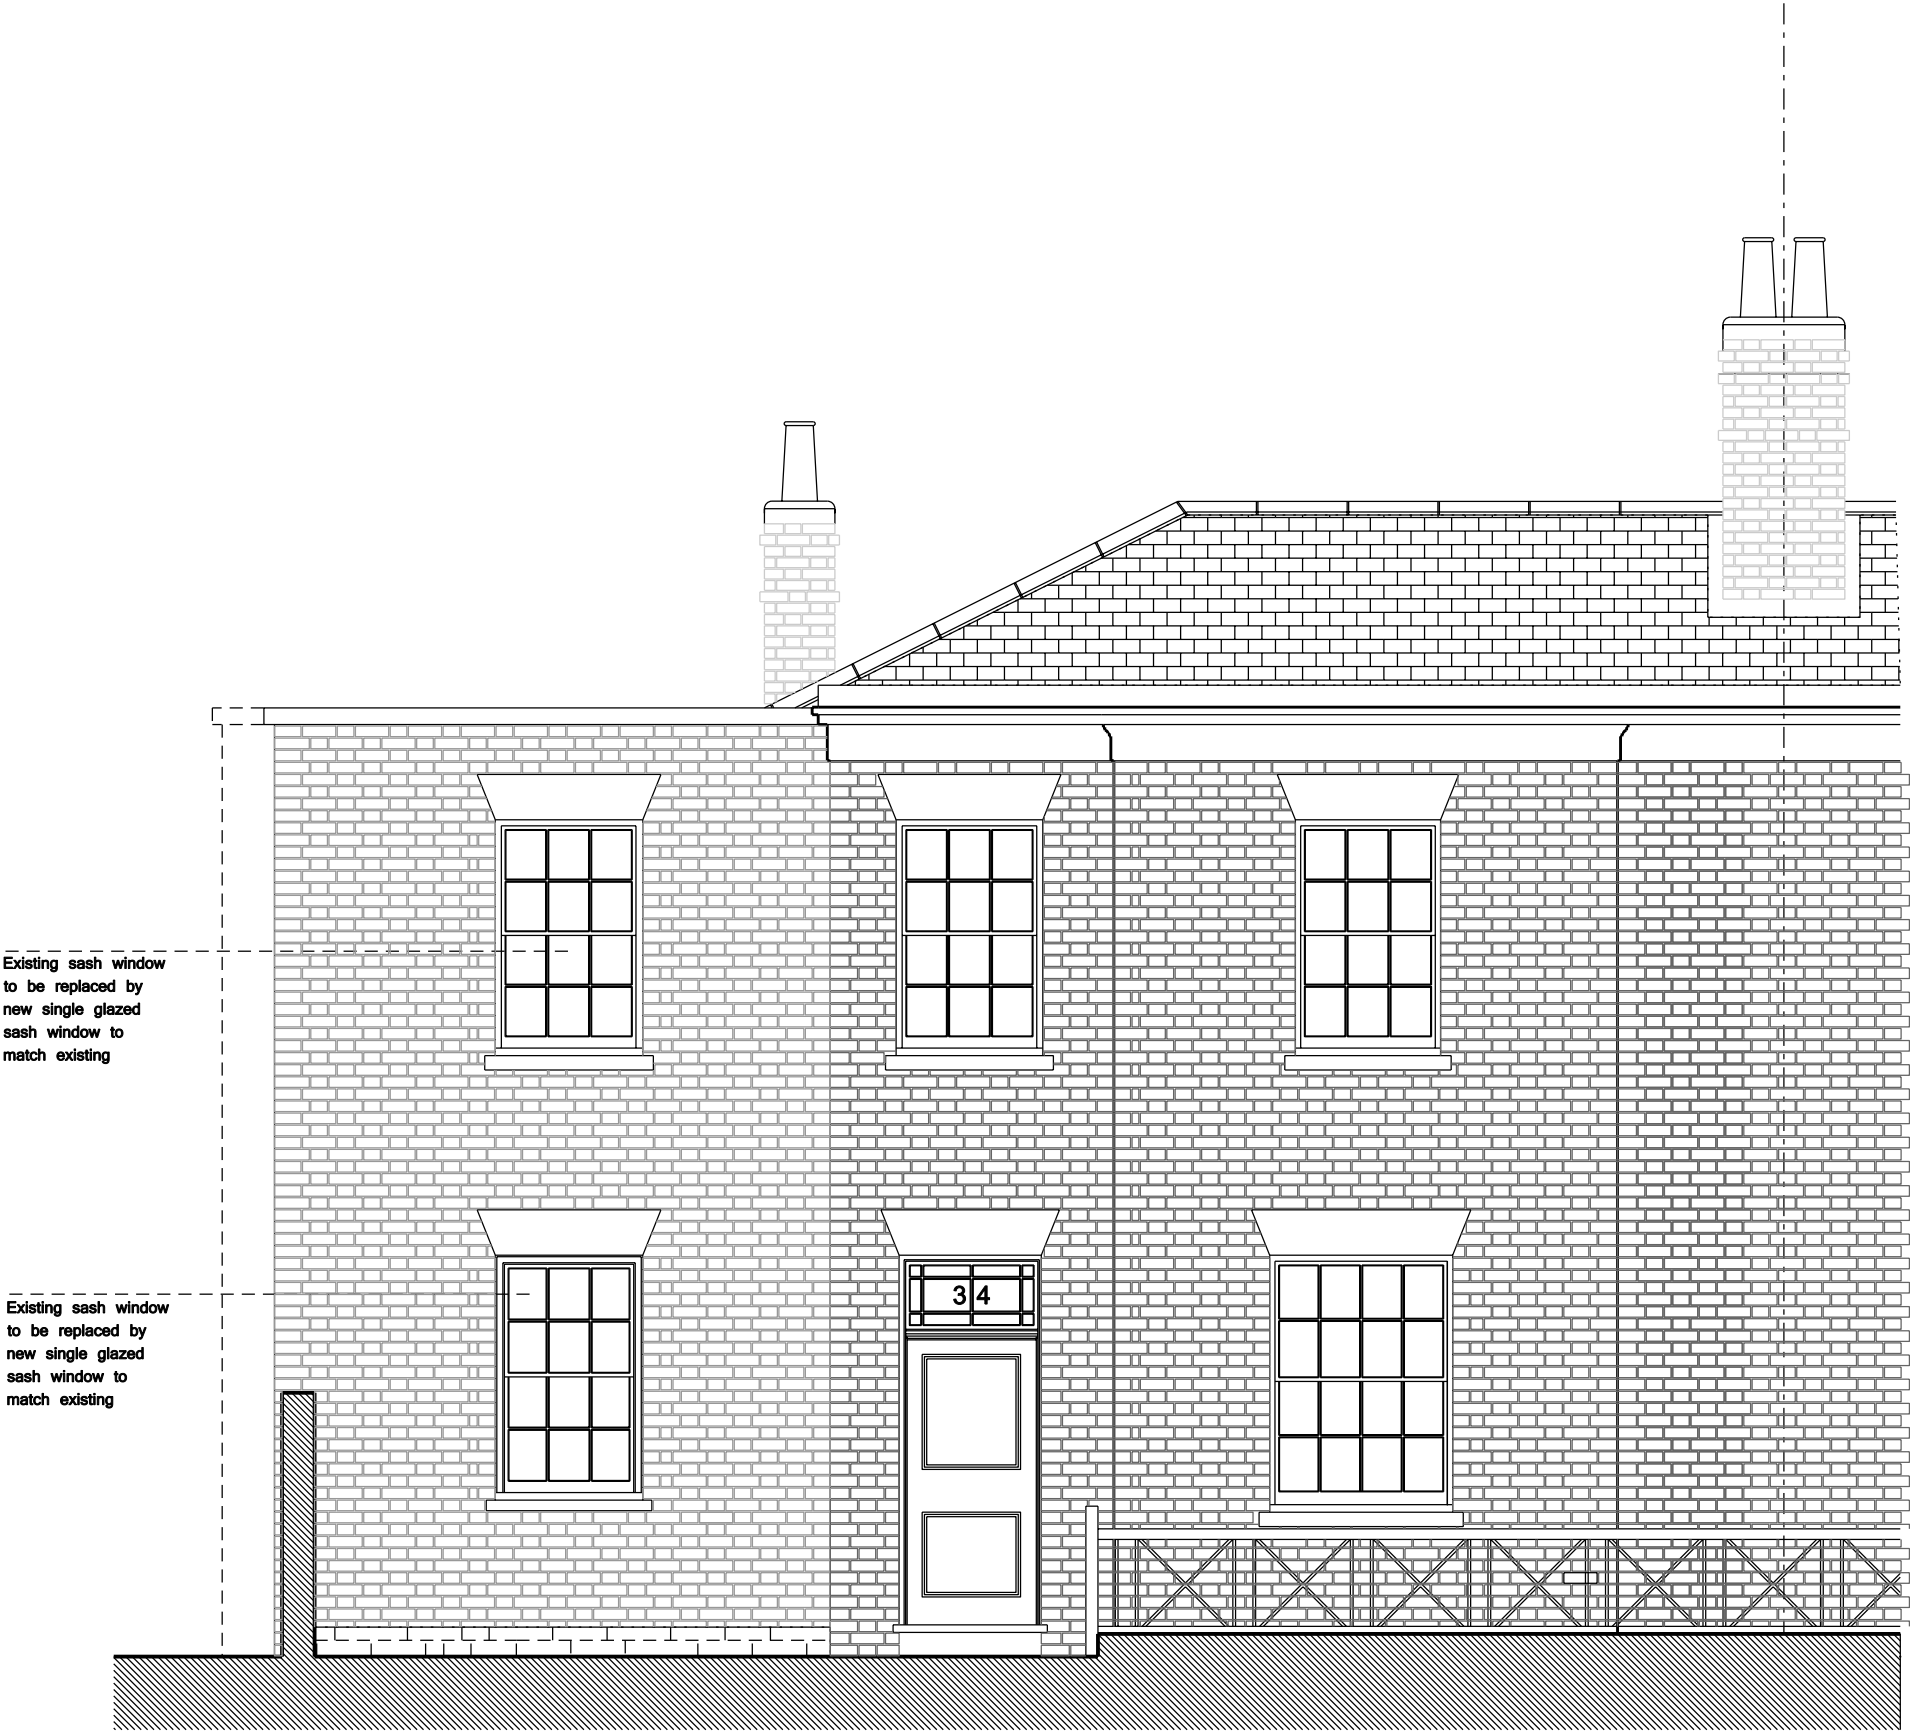 Existing sash window
to be replaced by
new single glazed
sash window to
match existing
Existing sash window
to be replaced by
new single glazed
sash window to
match existing
34